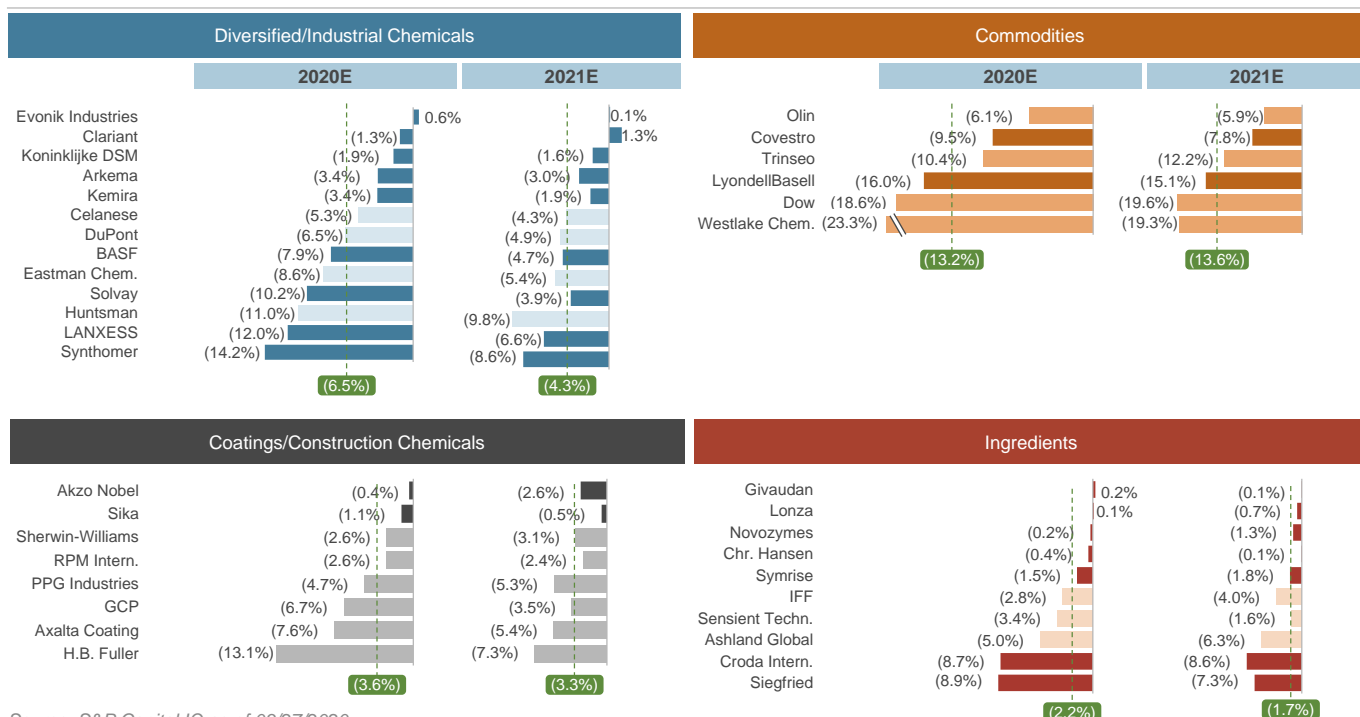 Diversified/Industrial Chemicals
2020E 2021E
Evonik Industries 0.6% 0.1%
Clariant (1.3%) 1.3%
Koninklijke DSM (1.9%) (1.6%)
Arkema (3.4%) (3.0%)
Kemira (3.4%) (1.9%)
Celanese (5.3%) (4.3%)
DuPont (6.5%) (4.9%)
BASF (7.9%) (4.7%)
Eastman Chem. (8.6%) (5.4%)
Solvay (10.2%) (3.9%)
Huntsman (11.0%) (9.8%)
LANXESS (12.0%) (6.6%)
Synthomer (14.2%) (8.6%)
(6.5%) (4.3%)
Commodities
2020E 2021E
Olin (6.1%) (5.9%)
Covestro (9.5%) (7.8%)
Trinseo (10.4%) (12.2%)
LyondellBasell (16.0%) (15.1%)
Dow (18.6%) (19.6%)
Westlake Chem. (23.3%) (19.3%)
(13.2%) (13.6%)
Coatings/Construction Chemicals
Akzo Nobel (0.4%) (2.6%)
Sika (1.1%) (0.5%)
Sherwin-Williams (2.6%) (3.1%)
RPM Intern. (2.6%) (2.4%)
PPG Industries (4.7%) (5.3%)
GCP (6.7%) (3.5%)
Axalta Coating (7.6%) (5.4%)
H.B. Fuller (13.1%) (7.3%)
(3.6%) (3.3%)
Ingredients
Givaudan 0.2% (0.1%)
Lonza 0.1% (0.7%)
Novozymes (0.2%) (1.3%)
Chr. Hansen (0.4%) (0.1%)
Symrise (1.5%) (1.8%)
IFF (2.8%) (4.0%)
Sensient Techn. (3.4%) (1.6%)
Ashland Global (5.0%) (6.3%)
Croda Intern. (8.7%) (8.6%)
Siegfried (8.9%) (7.3%)
(2.2%) (1.7%)